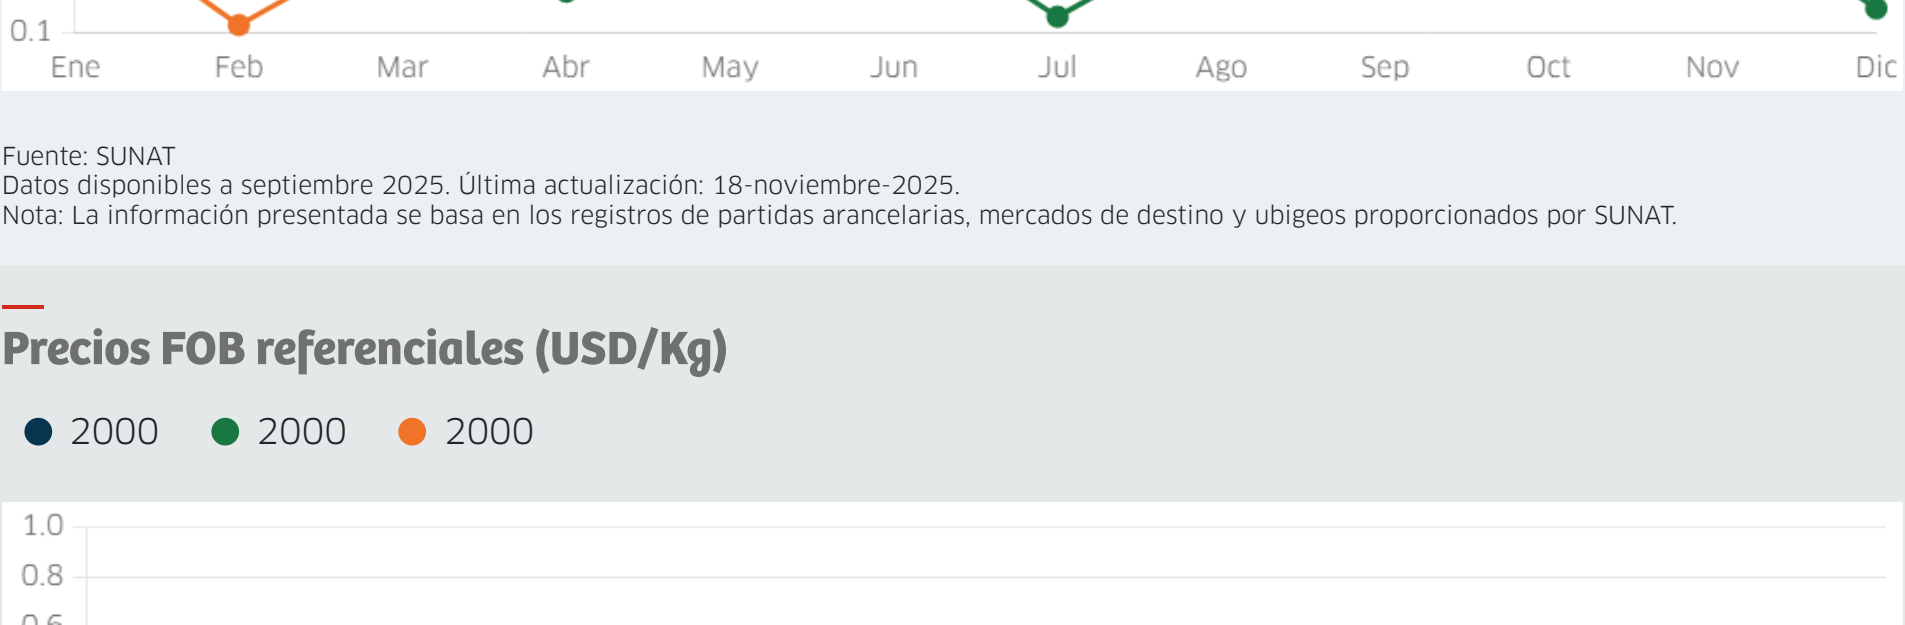 0.1
Ene Feb Mar Abr May Jun Jul Ago Sep Oct Nov Dic
Fuente: SUNAT
Datos disponibles a septiembre 2025. Última actualización: 18-noviembre-2025.
Nota: La información presentada se basa en los registros de partidas arancelarias, mercados de destino y ubigeos proporcionados por SUNAT.
Precios FOB referenciales (USD/Kg)
2000 2000 2000
1.0
0.8
0.6